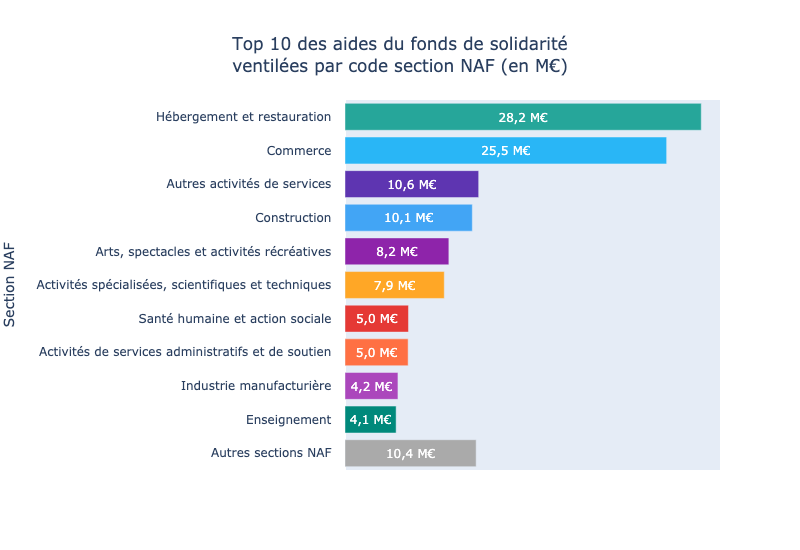 Top 10 des aides du fonds de solidarité
ventilées par code section NAF (en M€)
Section NAF
Hébergement et restauration 28,2 M€
Commerce 25,5 M€
Autres activités de services 10,6 M€
Construction 10,1 M€
Arts, spectacles et activités récréatives 8,2 M€
Activités spécialisées, scientifiques et techniques 7,9 M€
Santé humaine et action sociale 5,0 M€
Activités de services administratifs et de soutien 5,0 M€
Industrie manufacturière 4,2 M€
Enseignement 4,1 M€
Autres sections NAF 10,4 M€